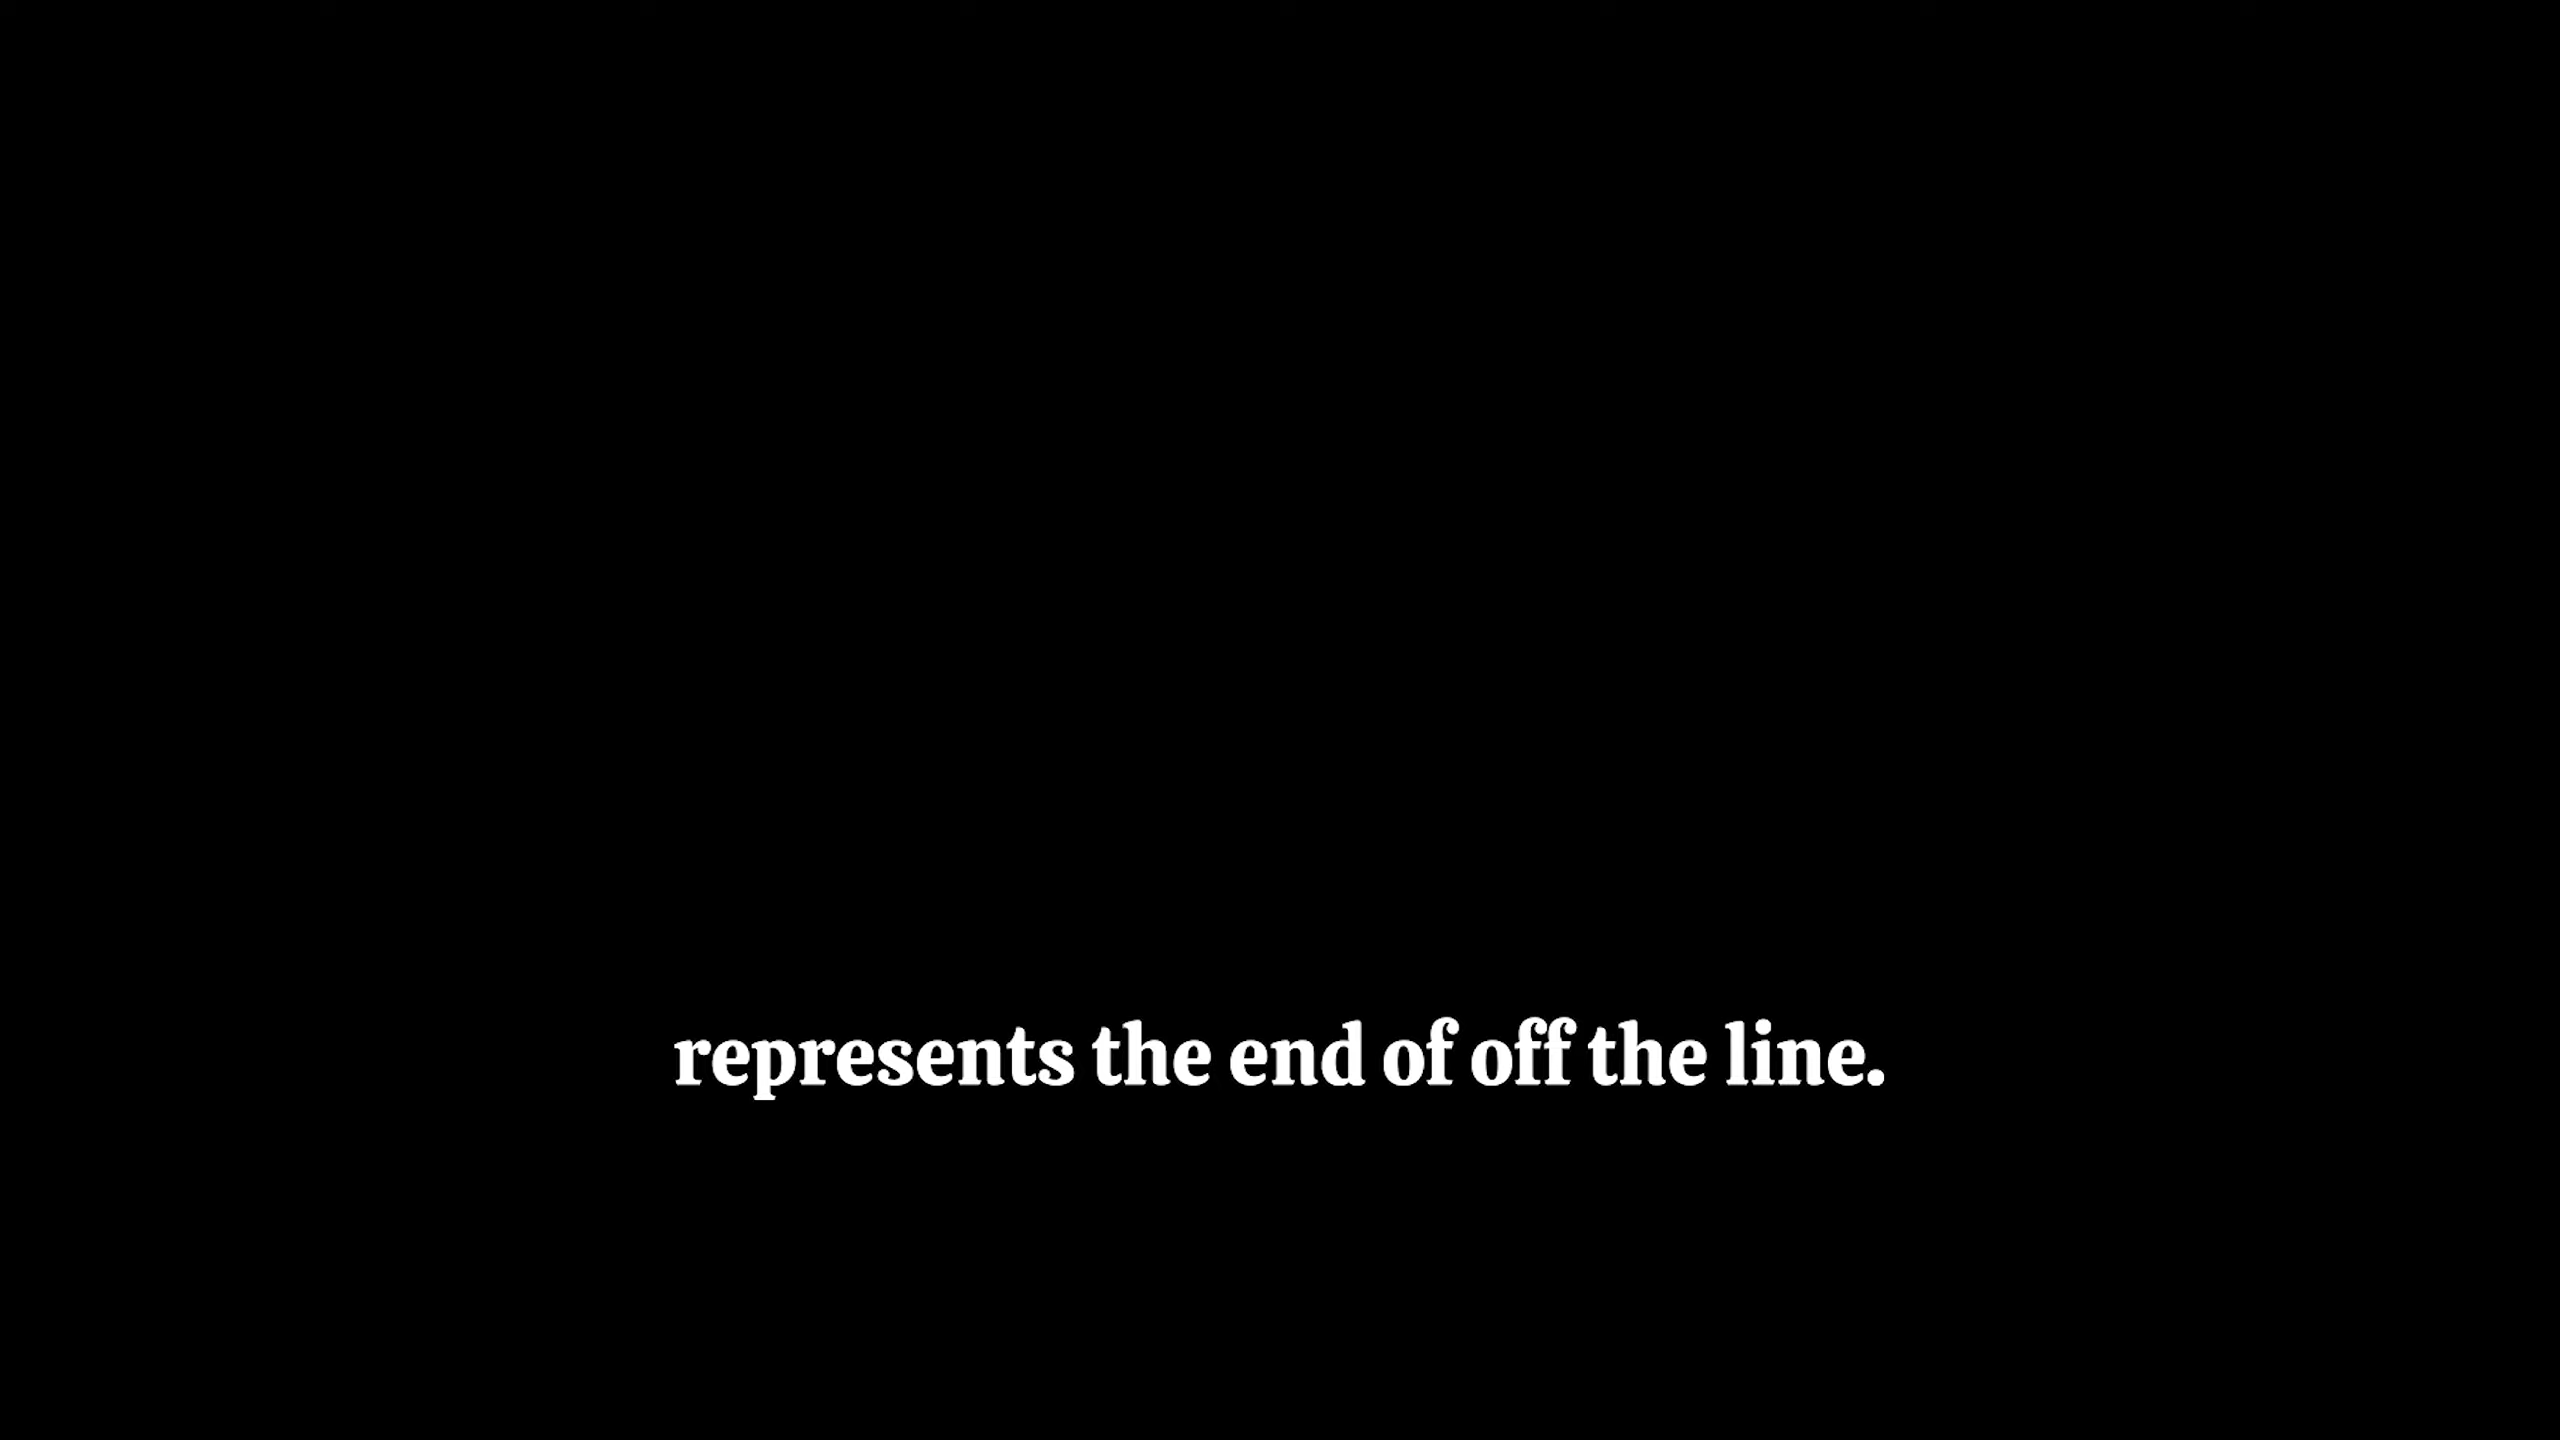 represents the end of off the line.